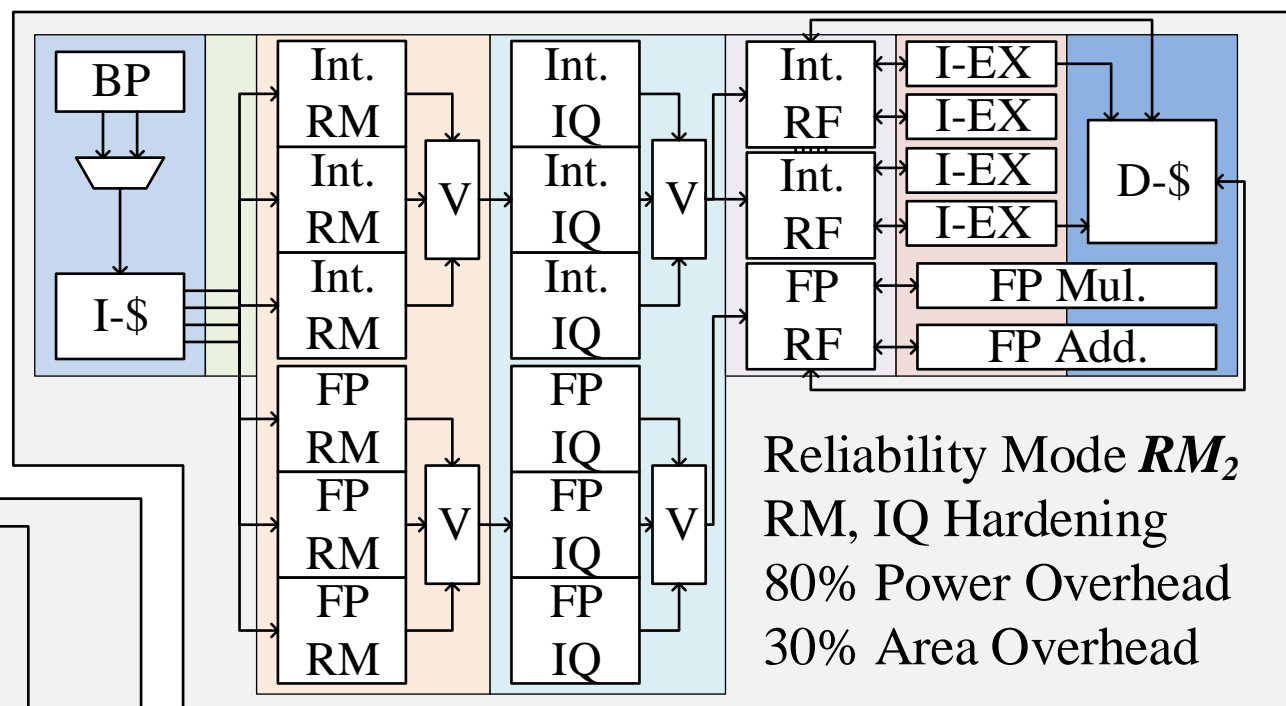 BP
I-$
Int.
RM
Int.
RM
Int.
RM
FP
RM
FP
RM
FP
RM
V
V
Int.
IQ
Int.
IQ
Int.
IQ
FP
IQ
FP
IQ
FP
IQ
V
V
Int.
RF
Int.
RF
FP
RF
I-EX
I-EX
I-EX
I-EX
FP Mul.
FP Add.
D-$
Reliability Mode RM2
RM, IQ Hardening
80% Power Overhead
30% Area Overhead